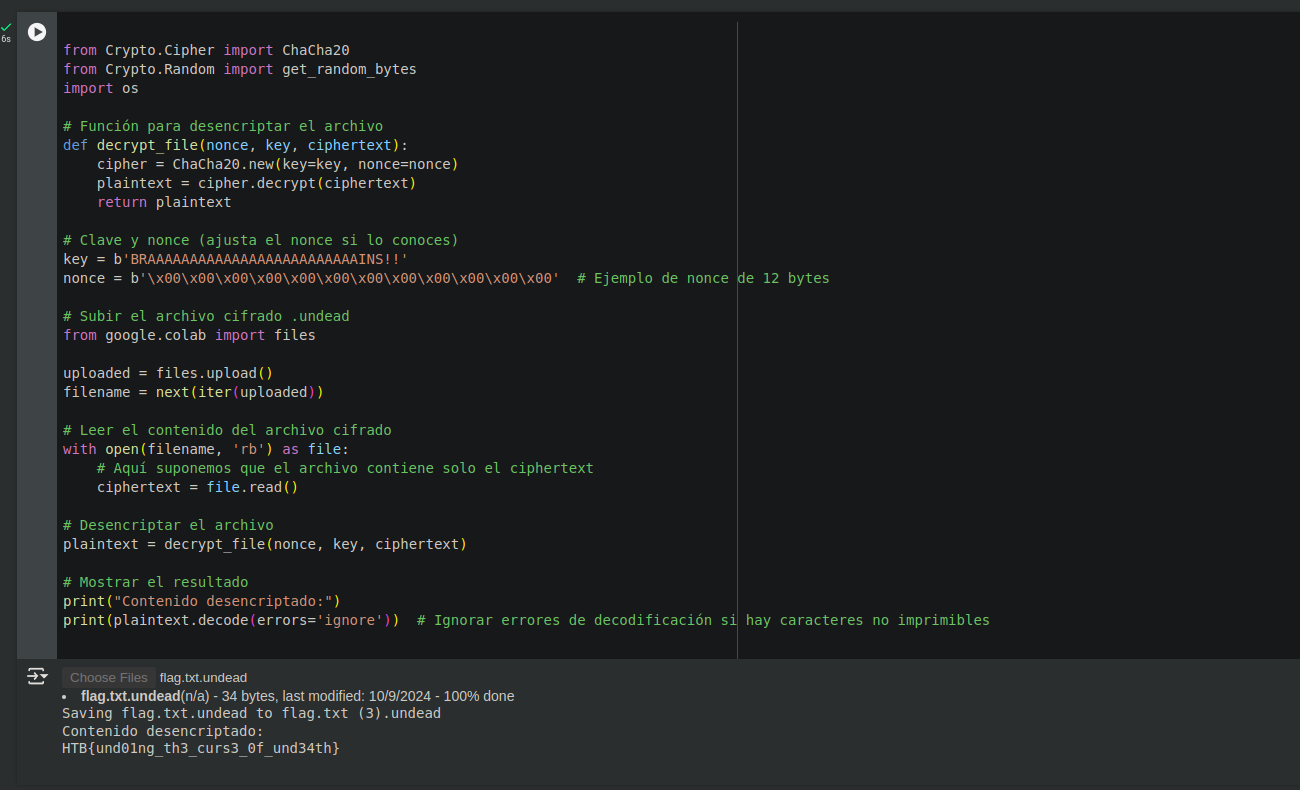 6s
from Crypto.Cipher import ChaCha20
from Crypto.Random import get_random_bytes
import os
# Función para desencriptar el archivo
def decrypt_file(nonce, key, ciphertext):
    cipher = ChaCha20.new(key=key, nonce=nonce)
    plaintext = cipher.decrypt(ciphertext)
    return plaintext
# Clave y nonce (ajusta el nonce si lo conoces)
key = b'BRAAAAAAAAAAAAAAAAAAAAAAAAAINS!!'
nonce = b'\x00\x00\x00\x00\x00\x00\x00\x00\x00\x00\x00\x00'  # Ejemplo de nonce de 12 bytes
# Subir el archivo cifrado .undead
from google.colab import files
uploaded = files.upload()
filename = next(iter(uploaded))
# Leer el contenido del archivo cifrado
with open(filename, 'rb') as file:
    # Aquí suponemos que el archivo contiene solo el ciphertext
    ciphertext = file.read()
# Desencriptar el archivo
plaintext = decrypt_file(nonce, key, ciphertext)
# Mostrar el resultado
print("Contenido desencriptado:")
print(plaintext.decode(errors='ignore'))  # Ignorar errores de decodificación si hay caracteres no imprimibles
Choose Files flag.txt.undead
• flag.txt.undead(n/a) - 34 bytes, last modified: 10/9/2024 - 100% done
Saving flag.txt.undead to flag.txt (3).undead
Contenido desencriptado:
HTB{und01ng_th3_curs3_0f_und34th}